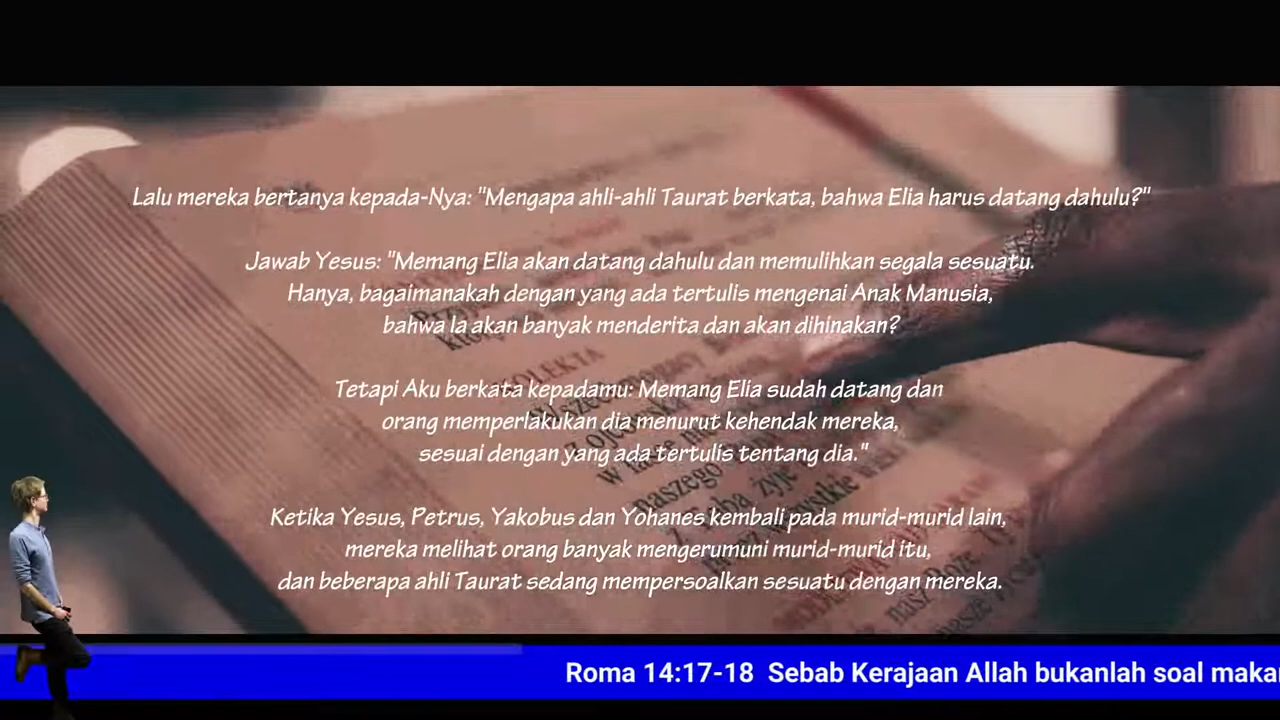 Lalu mereka bertanya kepada-Nya: "Mengapa ahli-ahli Taurat berkata, bahwa Elia harus datang dahulu?"
Jawab Yesus: "Memang Elia akan datang dahulu dan memulihkan segala sesuatu.
Hanya, bagaimanakah dengan yang ada tertulis mengenai Anak Manusia,
bahwa Ia akan banyak menderita dan akan dihinakan?
Tetapi Aku berkata kepadamu: Memang Elia sudah datang dan
orang memperlakukan dia menurut kehendak mereka,
sesuai dengan yang ada tertulis tentang dia."
Ketika Yesus, Petrus, Yakobus dan Yohanes kembali pada murid-murid lain,
mereka melihat orang banyak mengerumuni murid-murid itu,
dan beberapa ahli Taurat sedang mempersoalkan sesuatu dengan mereka.
KOLEKTA
Roma 14:17-18 Sebab Kerajaan Allah bukanlah soal maka